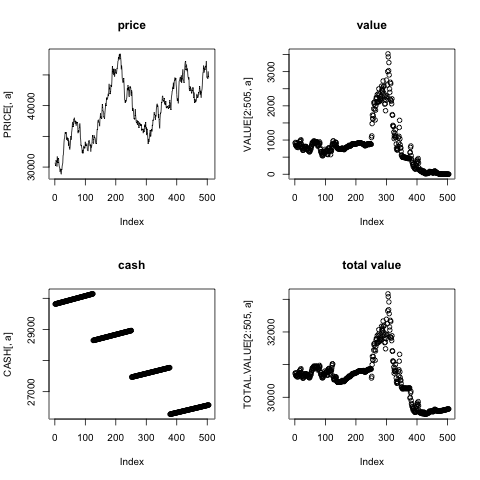 price
PRICE[, a]
30000 40000
0 100 200 300 400 500
Index
value
VALUE[2:505, a]
0 1000 2000 3000
0 100 200 300 400 500
Index
cash
CASH[, a]
27000 29000
0 100 200 300 400 500
Index
total value
TOTAL.VALUE[2:505, a]
30000 32000
0 100 200 300 400 500
Index